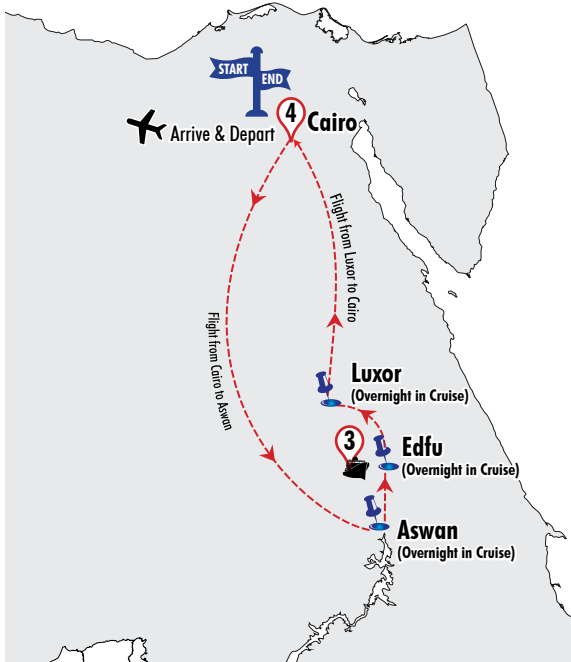 START
END
4
Cairo
Arrive & Depart
Flight from Luxor to Cairo
Flight from Cairo to Aswan
Luxor
(Overnight in Cruise)
3
Edfu
(Overnight in Cruise)
Aswan
(Overnight in Cruise)